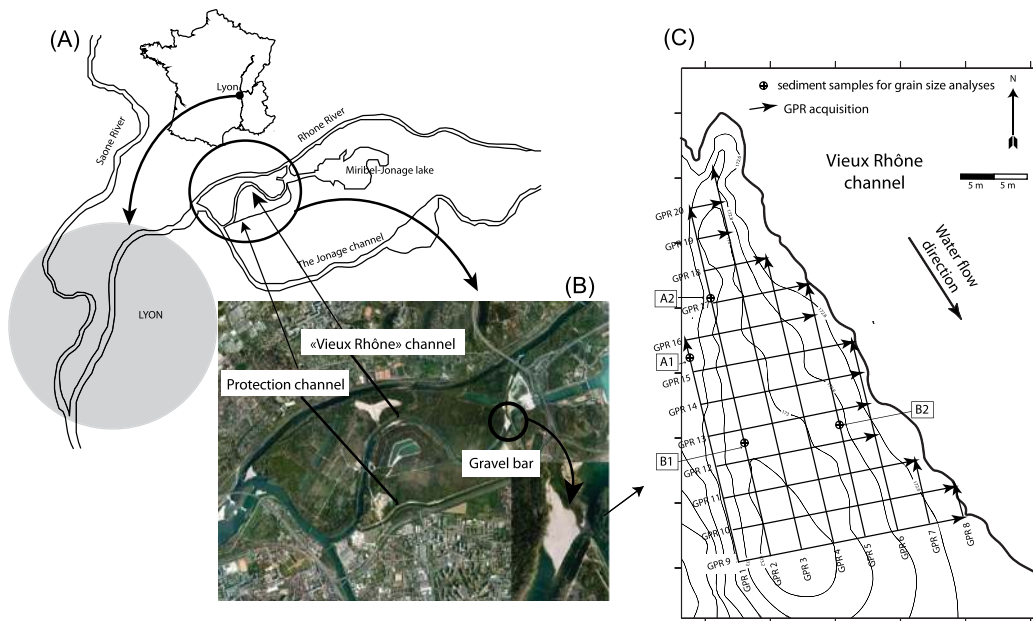 (A)
Lyon
Saone River
Rhone River
Miribel-Jonage lake
The Jonage channel
LYON
(B)
«Vieux Rhône» channel
Protection channel
Gravel bar
(C)
sediment samples for grain size analyses
GPR acquisition
N
Vieux Rhône
channel
5 m
5 m
Water flow
direction
GPR 20
GPR 19
GPR 18
A2
GPR 16
A1
GPR 15
GPR 14
B2
GPR 13
B1
GPR 12
GPR 11
GPR 10
GPR 9
GPR 1
GPR 2
GPR 3
GPR 4
GPR 5
GPR 6
GPR 7
GPR 8